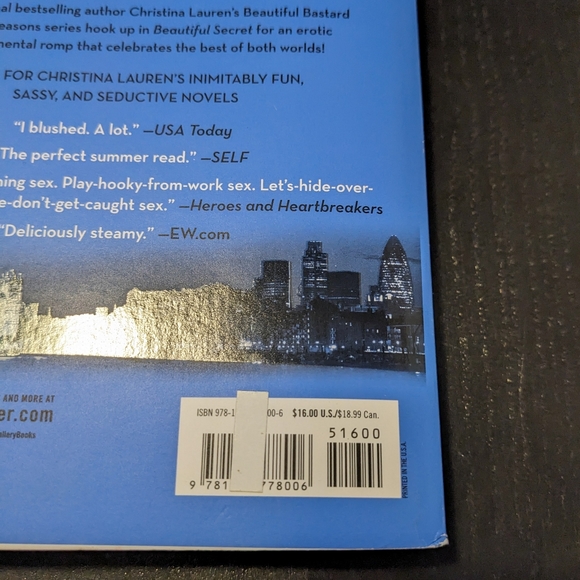 al bestselling author Christina Lauren's Beautiful Bastard
easons series hook up in Beautiful Secret for an erotic
mental romp that celebrates the best of both worlds!
FOR CHRISTINA LAUREN'S INIMITABLY FUN,
SASSY, AND SEDUCTIVE NOVELS
"I blushed. A lot." —USA Today
The perfect summer read." —SELF
ning sex. Play-hooky-from-work sex. Let's-hide-over-
e-don't-get-caught sex." —Heroes and Heartbreakers
"Deliciously steamy." —EW.com
AND MORE AT
er.com
lleryBooks
ISBN 978-1 00-6 $16.00 U.S./$18.99 Can.
51600
9 781 778006
PRINTED IN THE U.S.A.